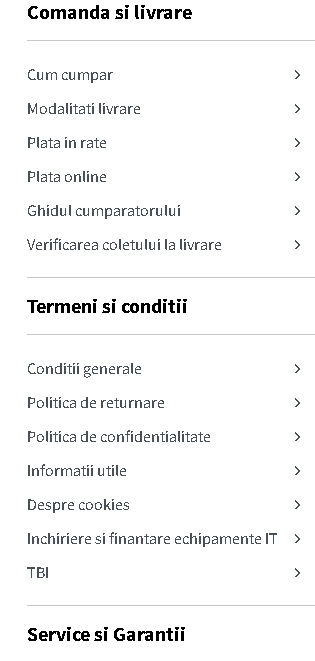 Comanda si livrare
Cum cumpar
Modalitati livrare
Plata in rate
Plata online
Ghidul cumparatorului
Verificarea coletului la livrare
Termeni si conditii
Conditii generale
Politica de returnare
Politica de confidentialitate
Informatii utile
Despre cookies
Inchiriere si finantare echipamente IT
TBI
Service si Garantii